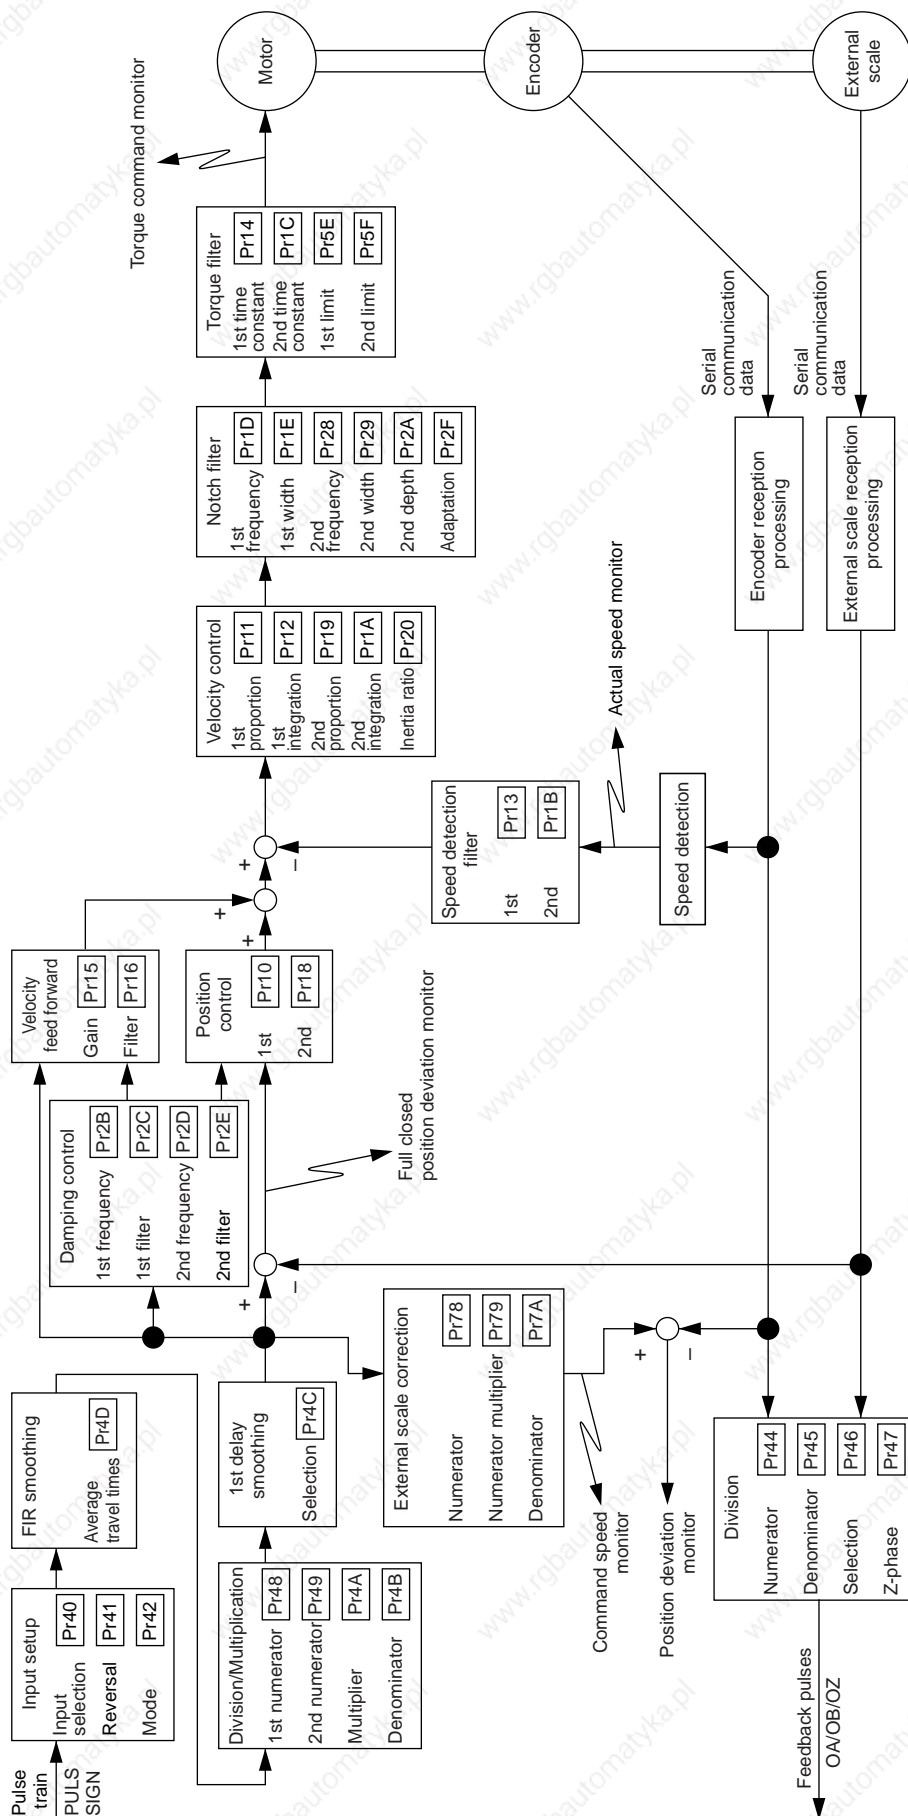 Pulse
train
PULS
SIGN
Input setup
Input
selection
Pr40
Reversal
Pr41
Mode
Pr42
FIR smoothing
Average
travel times
Pr4D
Division/Multiplication
1st numerator
Pr48
2nd numerator
Pr49
Multiplier
Pr4A
Denominator
Pr4B
1st delay
smoothing
Selection
Pr4C
Damping control
1st frequency
Pr2B
1st filter
Pr2C
2nd frequency
Pr2D
2nd filter
Pr2E
Velocity
feed forward
Gain
Pr15
Filter
Pr16
Position
control
1st
Pr10
2nd
Pr18
+
–
+
+
+
–
Full closed
position deviation monitor
Velocity control
1st
proportion
Pr11
1st
integration
Pr12
2nd
proportion
Pr19
2nd
integration
Pr1A
Inertia ratio
Pr20
Notch filter
1st
frequency
Pr1D
1st width
Pr1E
2nd
frequency
Pr28
2nd width
Pr29
2nd depth
Pr2A
Adaptation
Pr2F
Torque filter
1st time
constant
Pr14
2nd time
constant
Pr1C
1st limit
Pr5E
2nd limit
Pr5F
Torque command monitor
Motor
External scale correction
Numerator
Pr78
Numerator multiplier
Pr79
Denominator
Pr7A
Command speed
monitor
+
–
Position deviation
monitor
Speed detection
filter
1st
Pr13
2nd
Pr1B
Actual speed monitor
Speed detection
Encoder
Serial
communication
data
Encoder reception
processing
External
scale
Serial
communication
data
External scale reception
processing
Division
Numerator
Pr44
Denominator
Pr45
Selection
Pr46
Z-phase
Pr47
Feedback pulses
OA/OB/OZ
www.rgbautomatyka.pl